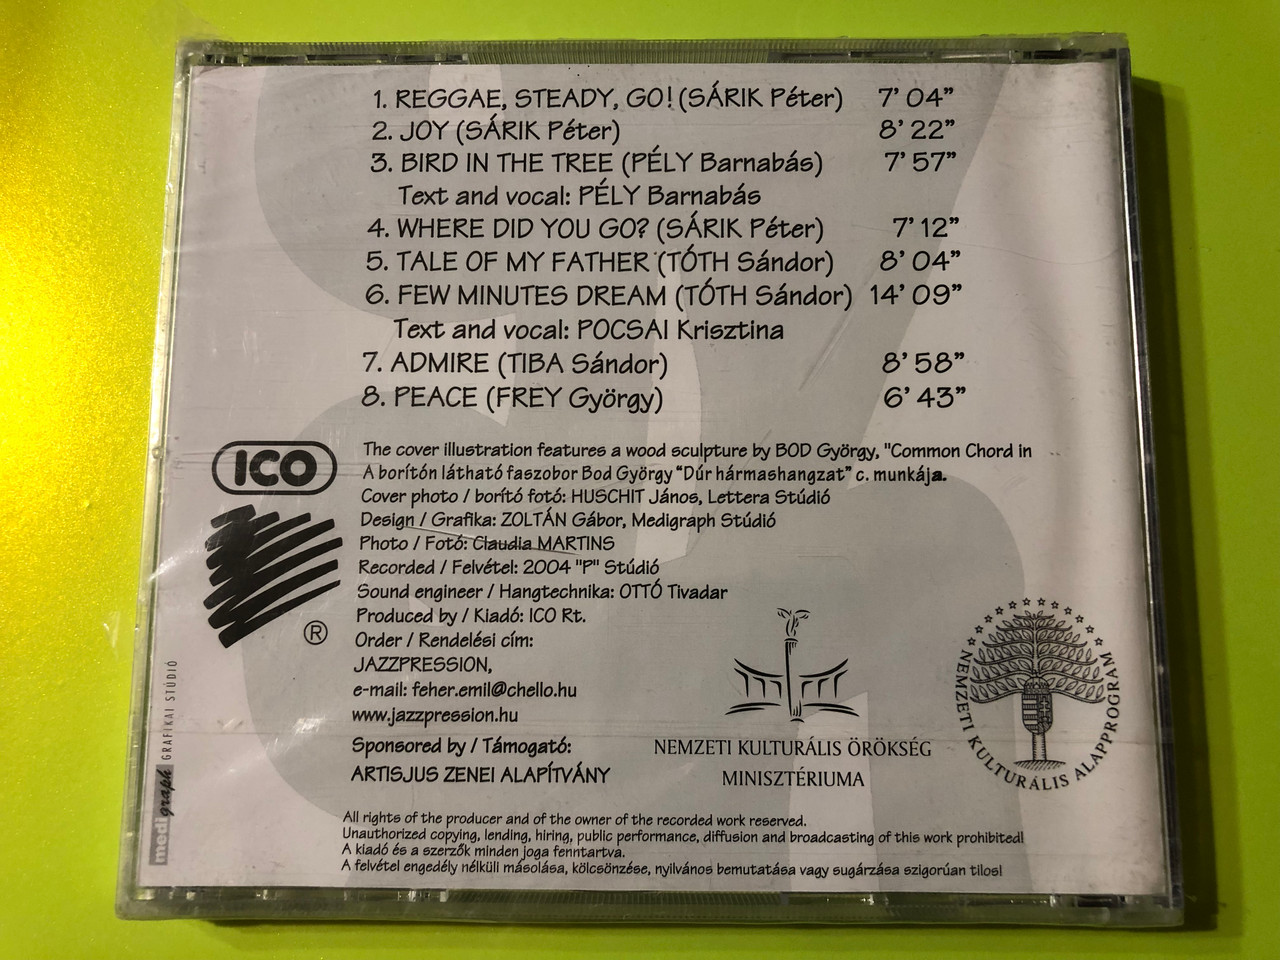 1. REGGAE, STEADY, GO! (SÁRIK Péter) 7' 04"
2. JOY (SÁRIK Péter) 8' 22"
3. BIRD IN THE TREE (PÉLY Barnabás) 7' 57"
Text and vocal: PÉLY Barnabás
4. WHERE DID YOU GO? (SÁRIK Péter) 7' 12"
5. TALE OF MY FATHER (TÓTH Sándor) 8' 04"
6. FEW MINUTES DREAM (TÓTH Sándor) 14' 09"
Text and vocal: POCSAI Krisztina
7. ADMIRE (TIBA Sándor) 8' 58"
8. PEACE (FREY György) 6' 43"
ICO
®
The cover illustration features a wood sculpture by BOD György, "Common Chord in
A borítón látható faszobor Bod György "Dúr hármashangzat" c. munkája.
Cover photo / borító fotó: HUSCHIT János, Lettera Stúdió
Design / Grafika: ZOLTÁN Gábor, Medigraph Stúdió
Photo / Fotó: Claudia MARTINS
Recorded / Felvétel: 2004 "P" Stúdió
Sound engineer / Hangtechnika: OTTÓ Tivadar
Produced by / Kiadó: ICO Rt.
Order / Rendelési cím:
JAZZPRESSION,
e-mail: feher.emil@chello.hu
www.jazzpression.hu
Sponsored by / Támogató:
ARTISJUS ZENEI ALAPÍTVÁNY
NEMZETI KULTURÁLIS ÖRÖKSÉG
MINISZTÉRIUMA
NEMZETI KULTURÁLIS ALAPPROGRAM
medigraph GRAFIKAI STÚDIÓ
All rights of the producer and of the owner of the recorded work reserved.
Unauthorized copying, lending, hiring, public performance, diffusion and broadcasting of this work prohibited!
A kiadó és a szerzők minden joga fenntartva.
A felvétel engedély nélküli másolása, kölcsönzése, nyilvános bemutatása vagy sugárzása szigorúan tilos!